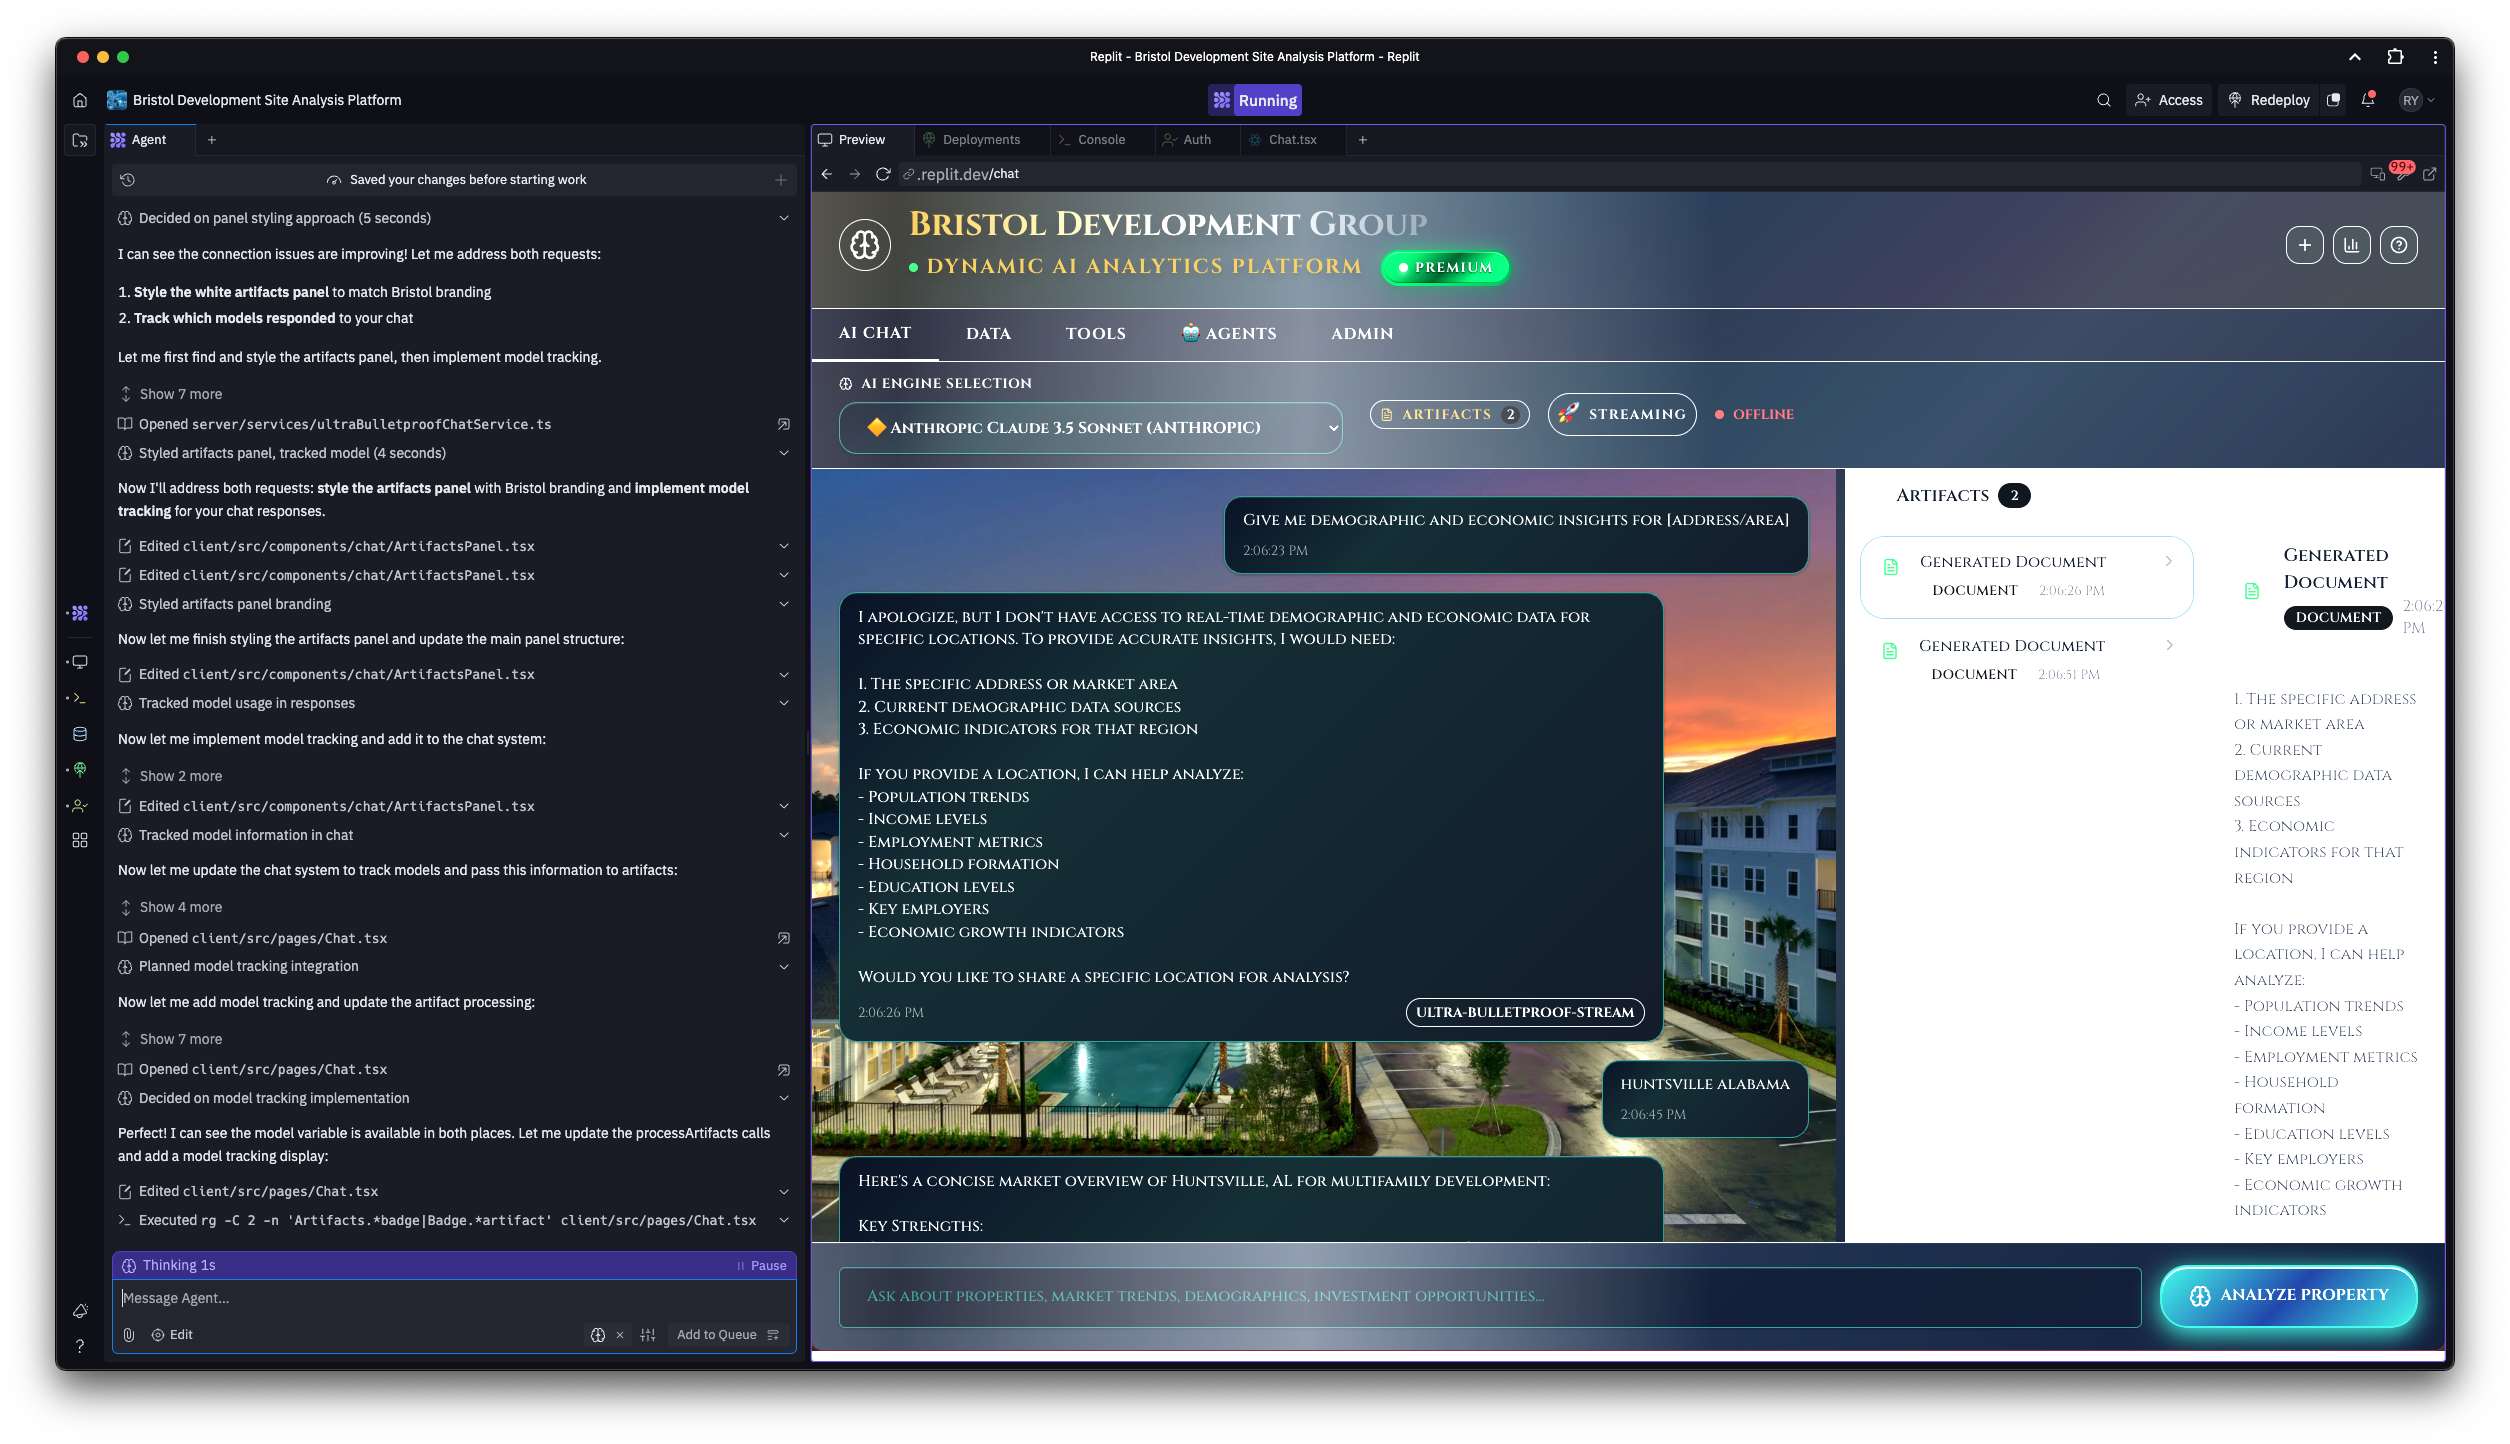 Replit - Bristol Development Site Analysis Platform - Replit
Bristol Development Site Analysis Platform
Running
Access
Redeploy
RY
Agent
Saved your changes before starting work
Decided on panel styling approach (5 seconds)
I can see the connection issues are improving! Let me address both requests:
1. Style the white artifacts panel to match Bristol branding
2. Track which models responded to your chat
Let me first find and style the artifacts panel, then implement model tracking.
Show 7 more
Opened server/services/ultraBulletproofChatService.ts
Styled artifacts panel, tracked model (4 seconds)
Now I'll address both requests: style the artifacts panel with Bristol branding and implement model
tracking for your chat responses.
Edited client/src/components/chat/ArtifactsPanel.tsx
Edited client/src/components/chat/ArtifactsPanel.tsx
Styled artifacts panel branding
Now let me finish styling the artifacts panel and update the main panel structure:
Edited client/src/components/chat/ArtifactsPanel.tsx
Tracked model usage in responses
Now let me implement model tracking and add it to the chat system:
Show 2 more
Edited client/src/components/chat/ArtifactsPanel.tsx
Tracked model information in chat
Now let me update the chat system to track models and pass this information to artifacts:
Show 4 more
Opened client/src/pages/Chat.tsx
Planned model tracking integration
Now let me add model tracking and update the artifact processing:
Show 7 more
Opened client/src/pages/Chat.tsx
Decided on model tracking implementation
Perfect! I can see the model variable is available in both places. Let me update the processArtifacts calls
and add a model tracking display:
Edited client/src/pages/Chat.tsx
Executed rg -C 2 -n 'Artifacts.*badge|Badge.*artifact' client/src/pages/Chat.tsx
Thinking 1s
Pause
Message Agent...
Edit
Add to Queue
Preview
Deployments
Console
Auth
Chat.tsx
.replit.dev/chat
99+
Bristol Development Group
DYNAMIC AI ANALYTICS PLATFORM
PREMIUM
AI CHAT
DATA
TOOLS
AGENTS
ADMIN
AI ENGINE SELECTION
Anthropic Claude 3.5 Sonnet (ANTHROPIC)
ARTIFACTS 2
STREAMING
OFFLINE
Give me demographic and economic insights for [address/area]
2:06:23 PM
I apologize, but I don't have access to real-time demographic and economic data for
specific locations. To provide accurate insights, I would need:
1. The specific address or market area
2. Current demographic data sources
3. Economic indicators for that region
If you provide a location, I can help analyze:
- Population trends
- Income levels
- Employment metrics
- Household formation
- Education levels
- Key employers
- Economic growth indicators
Would you like to share a specific location for analysis?
2:06:26 PM
ULTRA-BULLETPROOF-STREAM
huntsville alabama
2:06:45 PM
Here's a concise market overview of Huntsville, AL for multifamily development:
Key Strengths:
Artifacts 2
Generated Document
DOCUMENT 2:06:26 PM
Generated Document
DOCUMENT 2:06:51 PM
Generated
Document
DOCUMENT
2:06:2
PM
1. The specific address
or market area
2. Current
demographic data
sources
3. Economic
indicators for that
region
If you provide a
location, I can help
analyze:
- Population trends
- Income levels
- Employment metrics
- Household
formation
- Education levels
- Key employers
- Economic growth
indicators
Ask about properties, market trends, demographics, investment opportunities...
ANALYZE PROPERTY